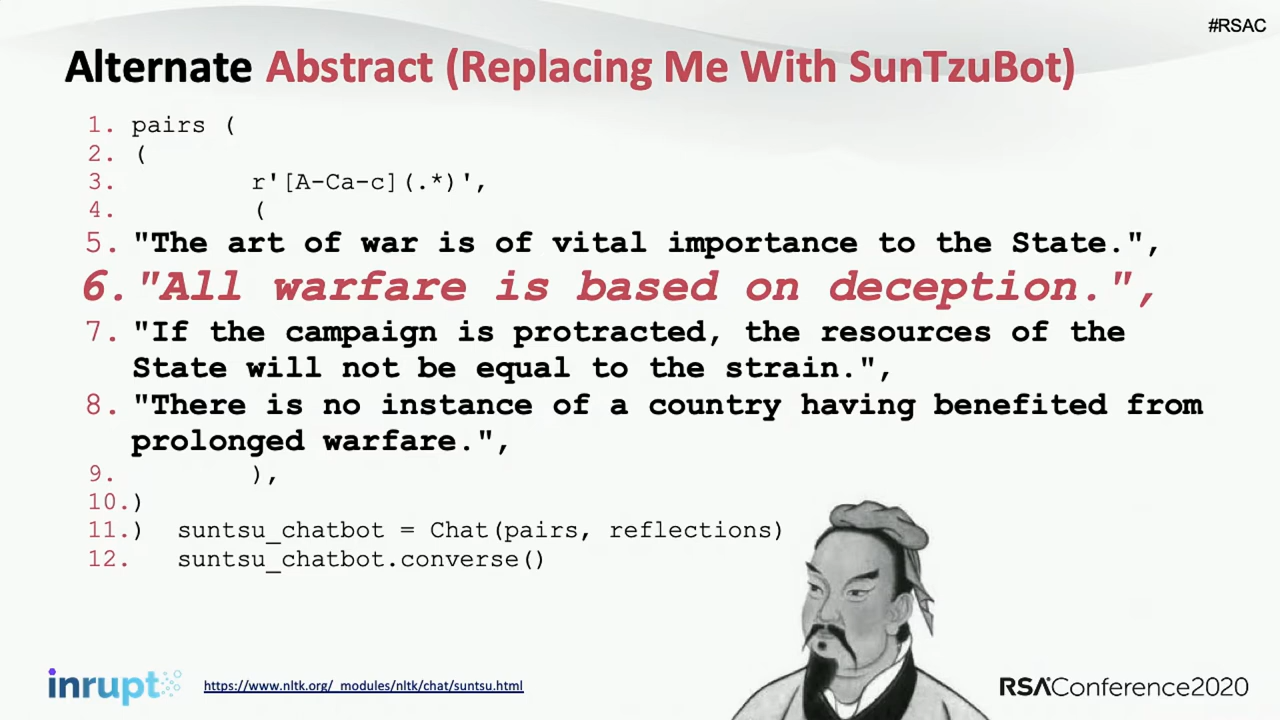 #RSAC
Alternate Abstract (Replacing Me With SunTzuBot)
1. pairs (
2. (
3. r'[A-Ca-c](.*)',
4. (
5. "The art of war is of vital importance to the State.",
6. "All warfare is based on deception.",
7. "If the campaign is protracted, the resources of the
State will not be equal to the strain.",
8. "There is no instance of a country having benefited from
prolonged warfare.",
9. ),
10.)
11.) suntsu_chatbot = Chat(pairs, reflections)
12. suntsu_chatbot.converse()
inrupt
https://www.nltk.org/_modules/nltk/chat/suntsu.html
RSAConference2020